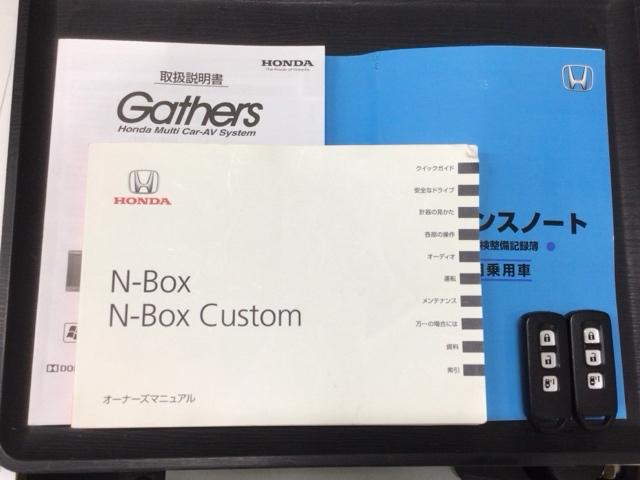 HONDA
The Power of Dreams
取扱説明書
Gathers
Honda Multi Car-AV System
HONDA
クイックガイド
安全なドライブ
計器の見かた
各部の操作
オーディオ
運転
メンテナンス
万一の場合には
資料
索引
N-Box
N-Box Custom
オーナーズマニュアル
ンスノート
検整備記録簿
乗用車